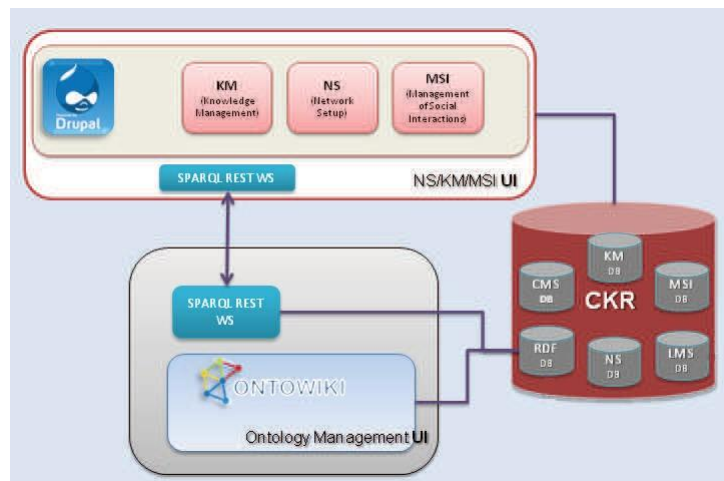 KM
(Knowledge
Management)
NS
(Network
Setup)
MSI
(Management
of Social
Interactions)
Drupal
SPARQL REST WS
NS/KM/MSI UI
SPARQL REST
WS
ONTOWIKI
Ontology Management UI
KM
DB
CMS
DB
MSI
DB
CKR
RDF
DB
NS
DB
LMS
DB